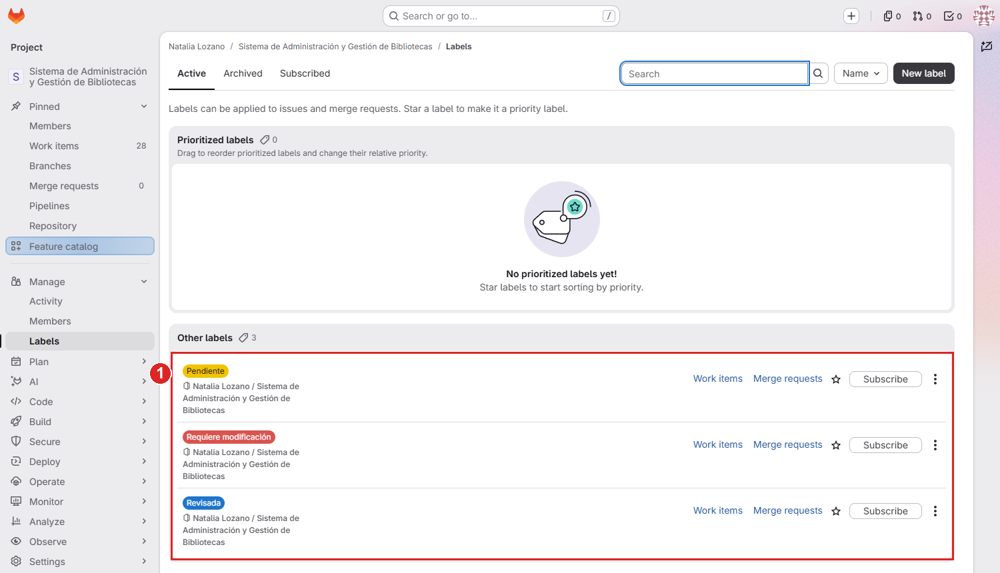 Search or go to...
/
0
0
0
Project
S
Sistema de Administración
y Gestión de Bibliotecas
Pinned
Members
Work items 28
Branches
Merge requests 0
Pipelines
Repository
Feature catalog
Manage
Activity
Members
Labels
Plan
AI
Code
Build
Secure
Deploy
Operate
Monitor
Analyze
Observe
Settings
Natalia Lozano / Sistema de Administración y Gestión de Bibliotecas / Labels
Active Archived Subscribed
Search
Name
New label
Labels can be applied to issues and merge requests. Star a label to make it a priority label.
Prioritized labels 0
Drag to reorder prioritized labels and change their relative priority.
No prioritized labels yet!
Star labels to start sorting by priority.
Other labels 3
1
Pendiente
Natalia Lozano / Sistema de
Administración y Gestión de
Bibliotecas
Work items Merge requests Subscribe
Requiere modificación
Natalia Lozano / Sistema de
Administración y Gestión de
Bibliotecas
Work items Merge requests Subscribe
Revisada
Natalia Lozano / Sistema de
Administración y Gestión de
Bibliotecas
Work items Merge requests Subscribe